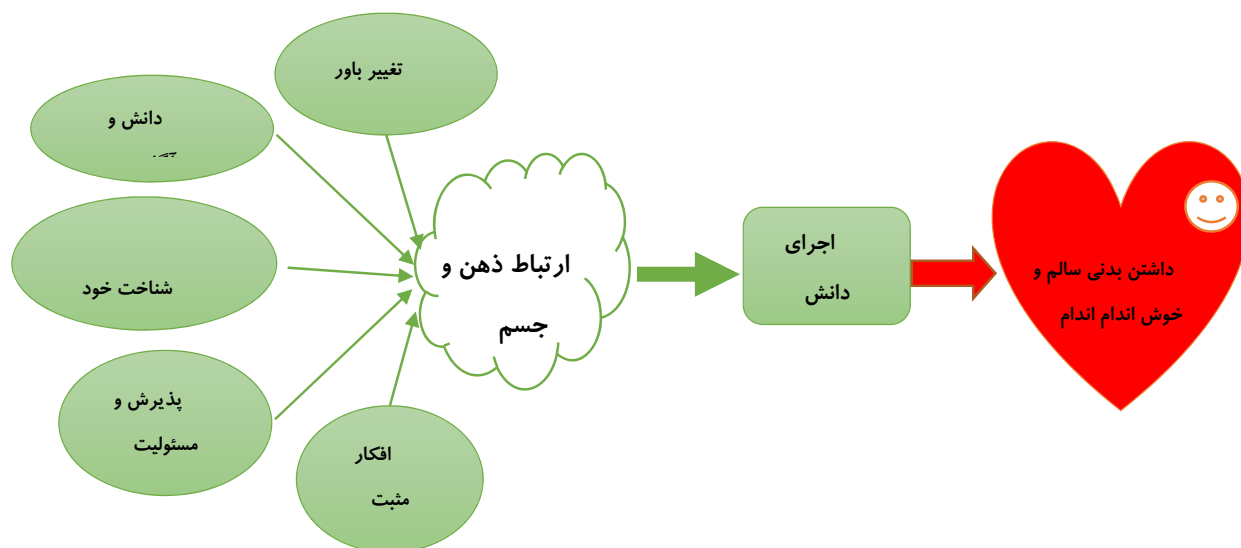 تغییر باور
دانش و
شناخت خود
پذیرش و
مسئولیت
افکار
مثبت
ارتباط ذهن و
جسم
اجرای
دانش
داشتن بدنی سالم و
خوش اندام اندام